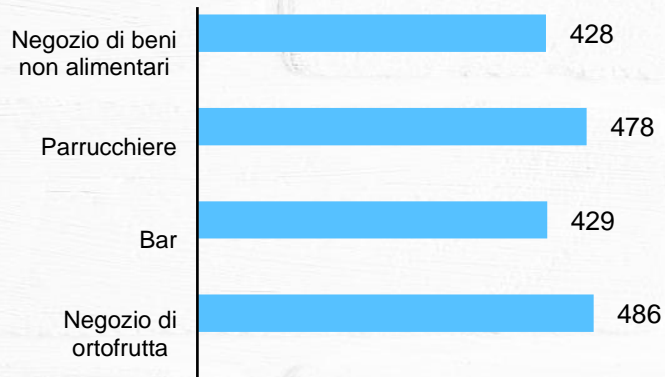 Negozio di beni
non alimentari
428
Parrucchiere
478
Bar
429
Negozio di
ortofrutta
486